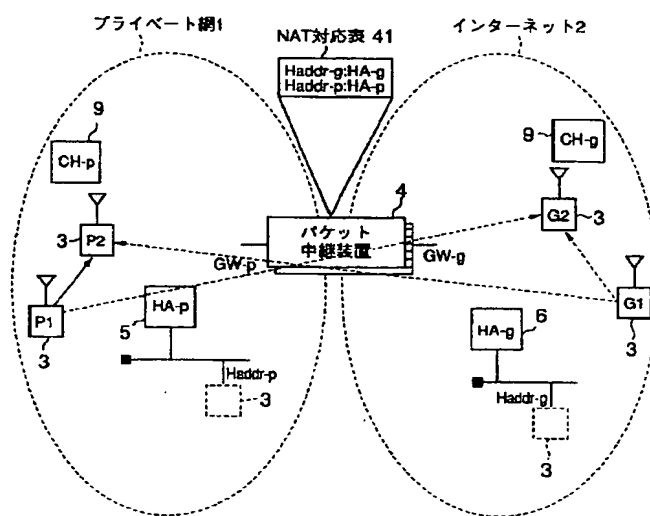 プライベート網1
NAT対応表 41
インターネット2
Haddr-g:HA-g
Haddr-p:HA-p
9
CH-p
9
CH-g
4
パケット
中継装置
3
P2
G2
3
GW-p
GW-g
P1
3
HA-p
5
G1
3
HA-g
6
Haddr-p
3
Haddr-g
3